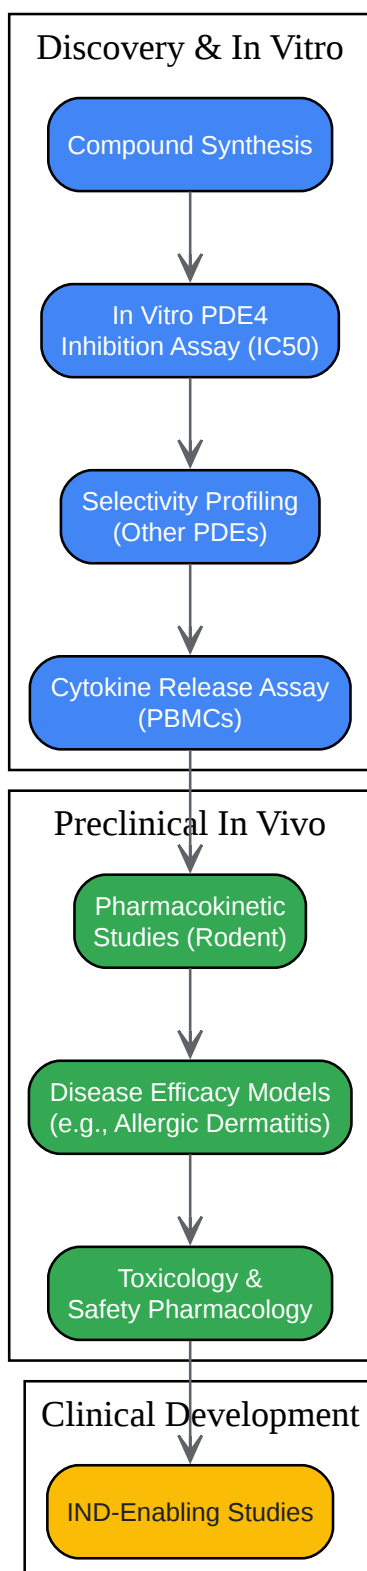 Discovery & In Vitro
Compound Synthesis
In Vitro PDE4
Inhibition Assay (IC50)
Selectivity Profiling
(Other PDEs)
Cytokine Release Assay
(PBMCs)
Preclinical In Vivo
Pharmacokinetic
Studies (Rodent)
Disease Efficacy Models
(e.g., Allergic Dermatitis)
Toxicology &
Safety Pharmacology
Clinical Development
IND-Enabling Studies